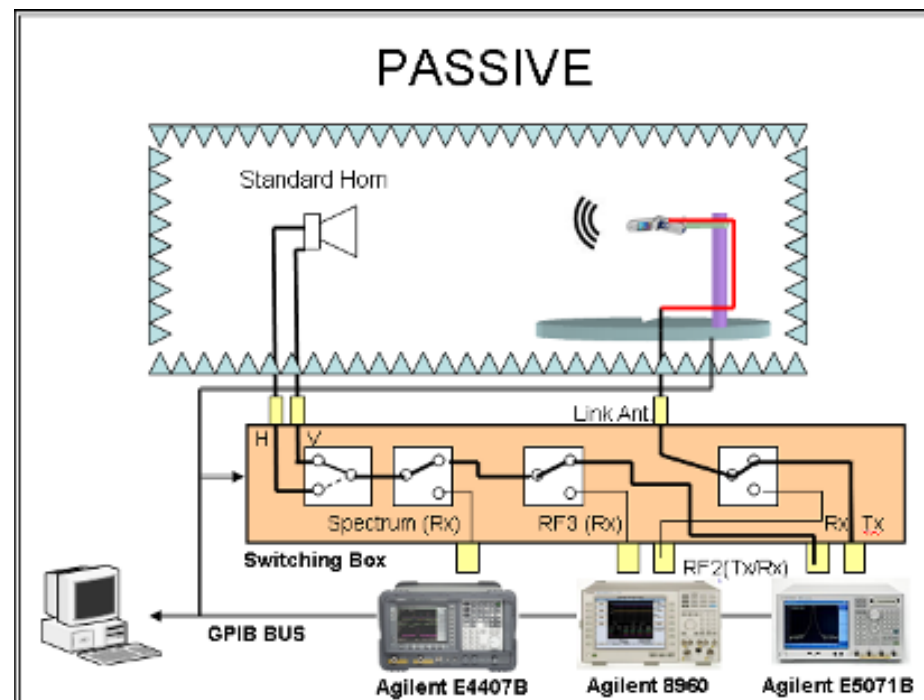 PASSIVE
Standard Horn
Link Ant.
H V
Spectrum (Rx) RF3 (Rx) Rx Tx
Switching Box RF2(Tx/Rx)
GPIB BUS
Agilent E4407B Agilent 8960 Agilent E5071B